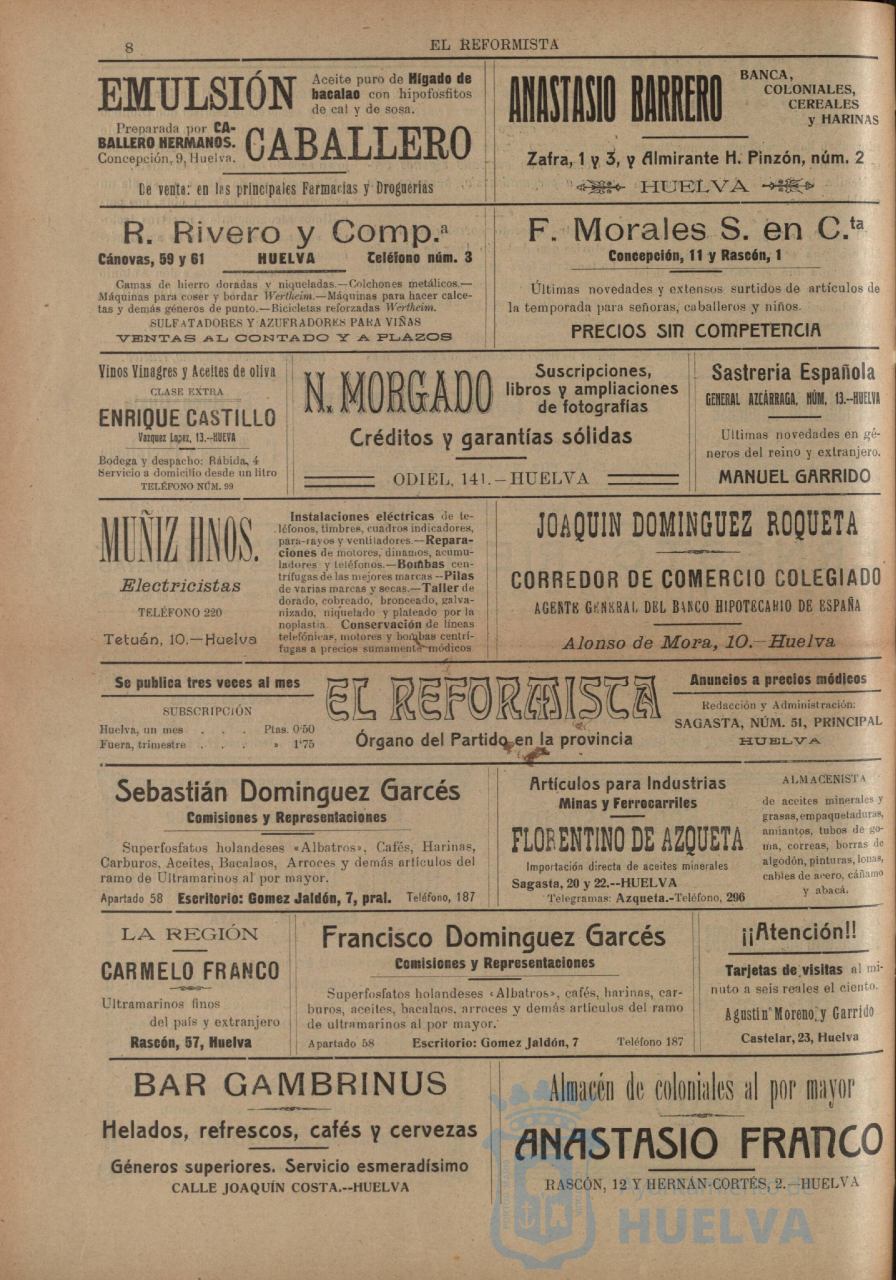 8
EL REFORMISTA
EMULSIÓN
Aceite puro de Hígado de
bacalao con hipofosfitos
de cal y de sosa.
Preparada por CA-
BALLERO HERMANOS.
Concepción, 9, Huelva.
CABALLERO
De venta: en las principales Farmacias y Droguerias
ANASTASIO BARRERO
BANCA,
COLONIALES,
CEREALES
y HARINAS
Zafra, 1 y 3, y Almirante H. Pinzón, núm. 2
HUELVA
R. Rivero y Comp.ª
Cánovas, 59 y 61 HUELVA Teléfono núm. 3
Camas de hierro doradas y niqueladas.—Colchones metálicos.—
Máquinas para coser y bordar Wertheim.—Máquinas para hacer calce-
tas y demás géneros de punto.—Bicicletas reforzadas Wertheim.
SULFATADORES Y AZUFRADORES PARA VIÑAS
VENTAS AL CONTADO Y A PLAZOS
F. Morales S. en C.ta
Concepción, 11 y Rascón, 1
Últimas novedades y extensos surtidos de artículos de
la temporada para señoras, caballeros y niños.
PRECIOS SIN COMPETENCIA
Vinos Vinagres y Aceites de oliva
CLASE EXTRA
ENRIQUE CASTILLO
Vazquez Lopez, 13.—HUEVA
Bodega y despacho: Rábida, 4
Servicio a domicilio desde un litro
TELÉFONO NÚM. 99
N. MORGADO
Suscripciones,
libros y ampliaciones
de fotografías
Créditos y garantías sólidas
ODIEL, 141.—HUELVA
Sastreria Española
GENERAL AZCÁRRAGA, NÚM, 13.—HUELVA
Ultimas novedades en gé-
neros del reino y extranjero.
MANUEL GARRIDO
MUÑIZ HNOS.
Electricistas
TELÉFONO 220
Tetuán, 10.—Huelva
Instalaciones eléctricas de te-
léfonos, timbres, cuadros indicadores,
para-rayos y ventiladores.—Repara-
ciones de motores, dinamos, acumu-
ladores y teléfonos.—Bombas cen-
trífugas de las mejores marcas—Pilas
de varias marcas y secas.—Taller de
dorado, cobreado, bronceado, galva-
nizado, niquelado y plateado por la
noplastia. Conservación de líneas
telefónicas, motores y bombas centrí-
fugas a precios sumamente módicos
JOAQUIN DOMINGUEZ ROQUETA
CORREDOR DE COMERCIO COLEGIADO
AGENTE GENERAL DEL BANCO HIPOTECARIO DE ESPAÑA
Alonso de Mora, 10.—Huelva
Se publica tres veces al mes
SUBSCRIPCIÓN
Huelva, un mes . . . Ptas. 0'50
Fuera, trimestre . . . » 1'75
EL REFORMISTA
Órgano del Partido en la provincia
Anuncios a precios módicos
Redacción y Administración:
SAGASTA, NÚM. 51, PRINCIPAL
HUELVA
Sebastián Dominguez Garcés
Comisiones y Representaciones
Superfosfatos holandeses «Albatros», Cafés, Harinas,
Carburos, Aceites, Bacalaos, Arroces y demás artículos del
ramo de Ultramarinos al por mayor.
Apartado 58 Escritorio: Gomez Jaldón, 7, pral. Teléfono, 187
Artículos para Industrias
Minas y Ferrocarriles
FLORENTINO DE AZQUETA
Importación directa de aceites minerales
Sagasta, 20 y 22.--HUELVA
Telegramas: Azqueta.-Teléfono, 296
ALMACENISTA
de aceites minerales y
grasas, empaquetaduras,
amiantos, tubos de go-
ma, correas, borras de
algodón, pinturas, lonas,
cables de acero, cáñamo
y abacá.
LA REGIÓN
CARMELO FRANCO
Ultramarinos finos
del país y extranjero
Rascón, 57, Huelva
Francisco Dominguez Garcés
Comisiones y Representaciones
Superfosfatos holandeses «Albatros», cafés, harinas, car-
buros, aceites, bacalaos, arroces y demás artículos del ramo
de ultramarinos al por mayor.
Apartado 58 Escritorio: Gomez Jaldón, 7 Teléfono 187
¡¡Atención!!
Tarjetas de visitas al mi-
nuto a seis reales el ciento.
Agustin Moreno y Garrido
Castelar, 23, Huelva
BAR GAMBRINUS
Helados, refrescos, cafés y cervezas
Géneros superiores. Servicio esmeradísimo
CALLE JOAQUÍN COSTA.--HUELVA
Almacén de coloniales al por mayor
ANASTASIO FRANCO
RASCÓN, 12 Y HERNÁN-CORTÉS, 2.—HUELVA
Ayuntamiento de
HUELVA